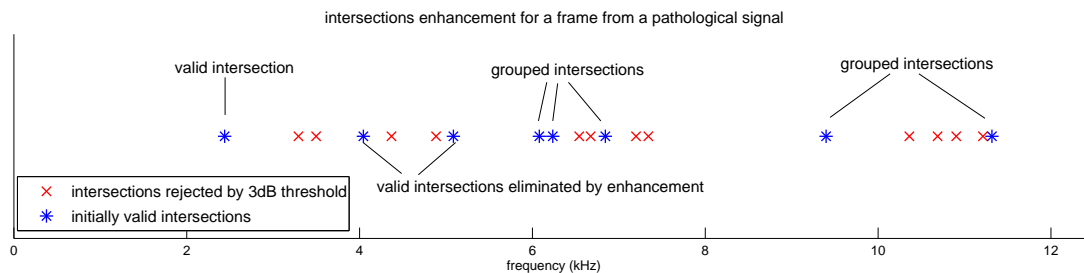 intersections enhancement for a frame from a pathological signal
valid intersection
grouped intersections
grouped intersections
valid intersections eliminated by enhancement
intersections rejected by 3dB threshold
initially valid intersections
0 2 4 6 8 10 12
frequency (kHz)